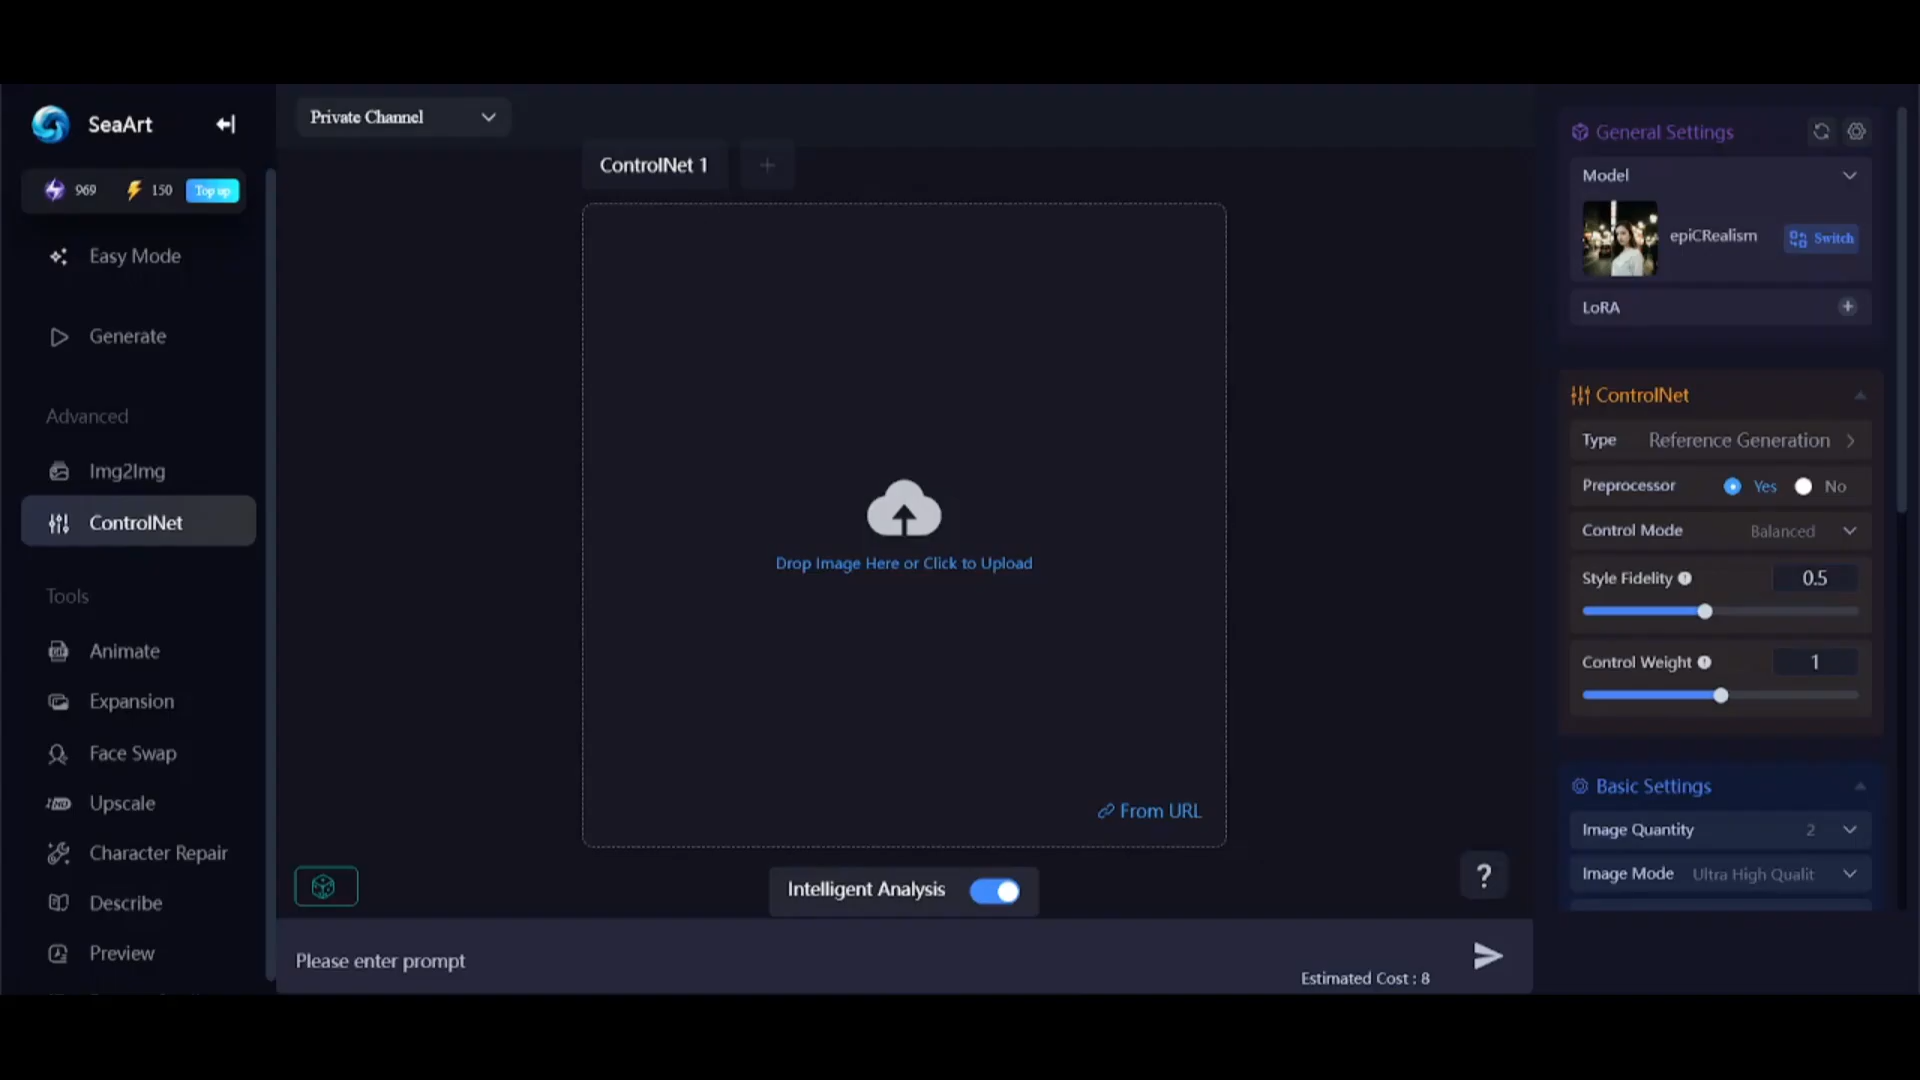 SeaArt
969 150 Top up
Easy Mode
Generate
Advanced
Img2Img
ControlNet
Tools
Animate
Expansion
Face Swap
Upscale
Character Repair
Describe
Preview
Private Channel
ControlNet 1 +
Drop Image Here or Click to Upload
From URL
Intelligent Analysis
?
Please enter prompt
Estimated Cost : 8
General Settings
Model
epiCRealism Switch
LoRA
ControlNet
Type Reference Generation
Preprocessor Yes No
Control Mode Balanced
Style Fidelity 0.5
Control Weight 1
Basic Settings
Image Quantity 2
Image Mode Ultra High Qualit